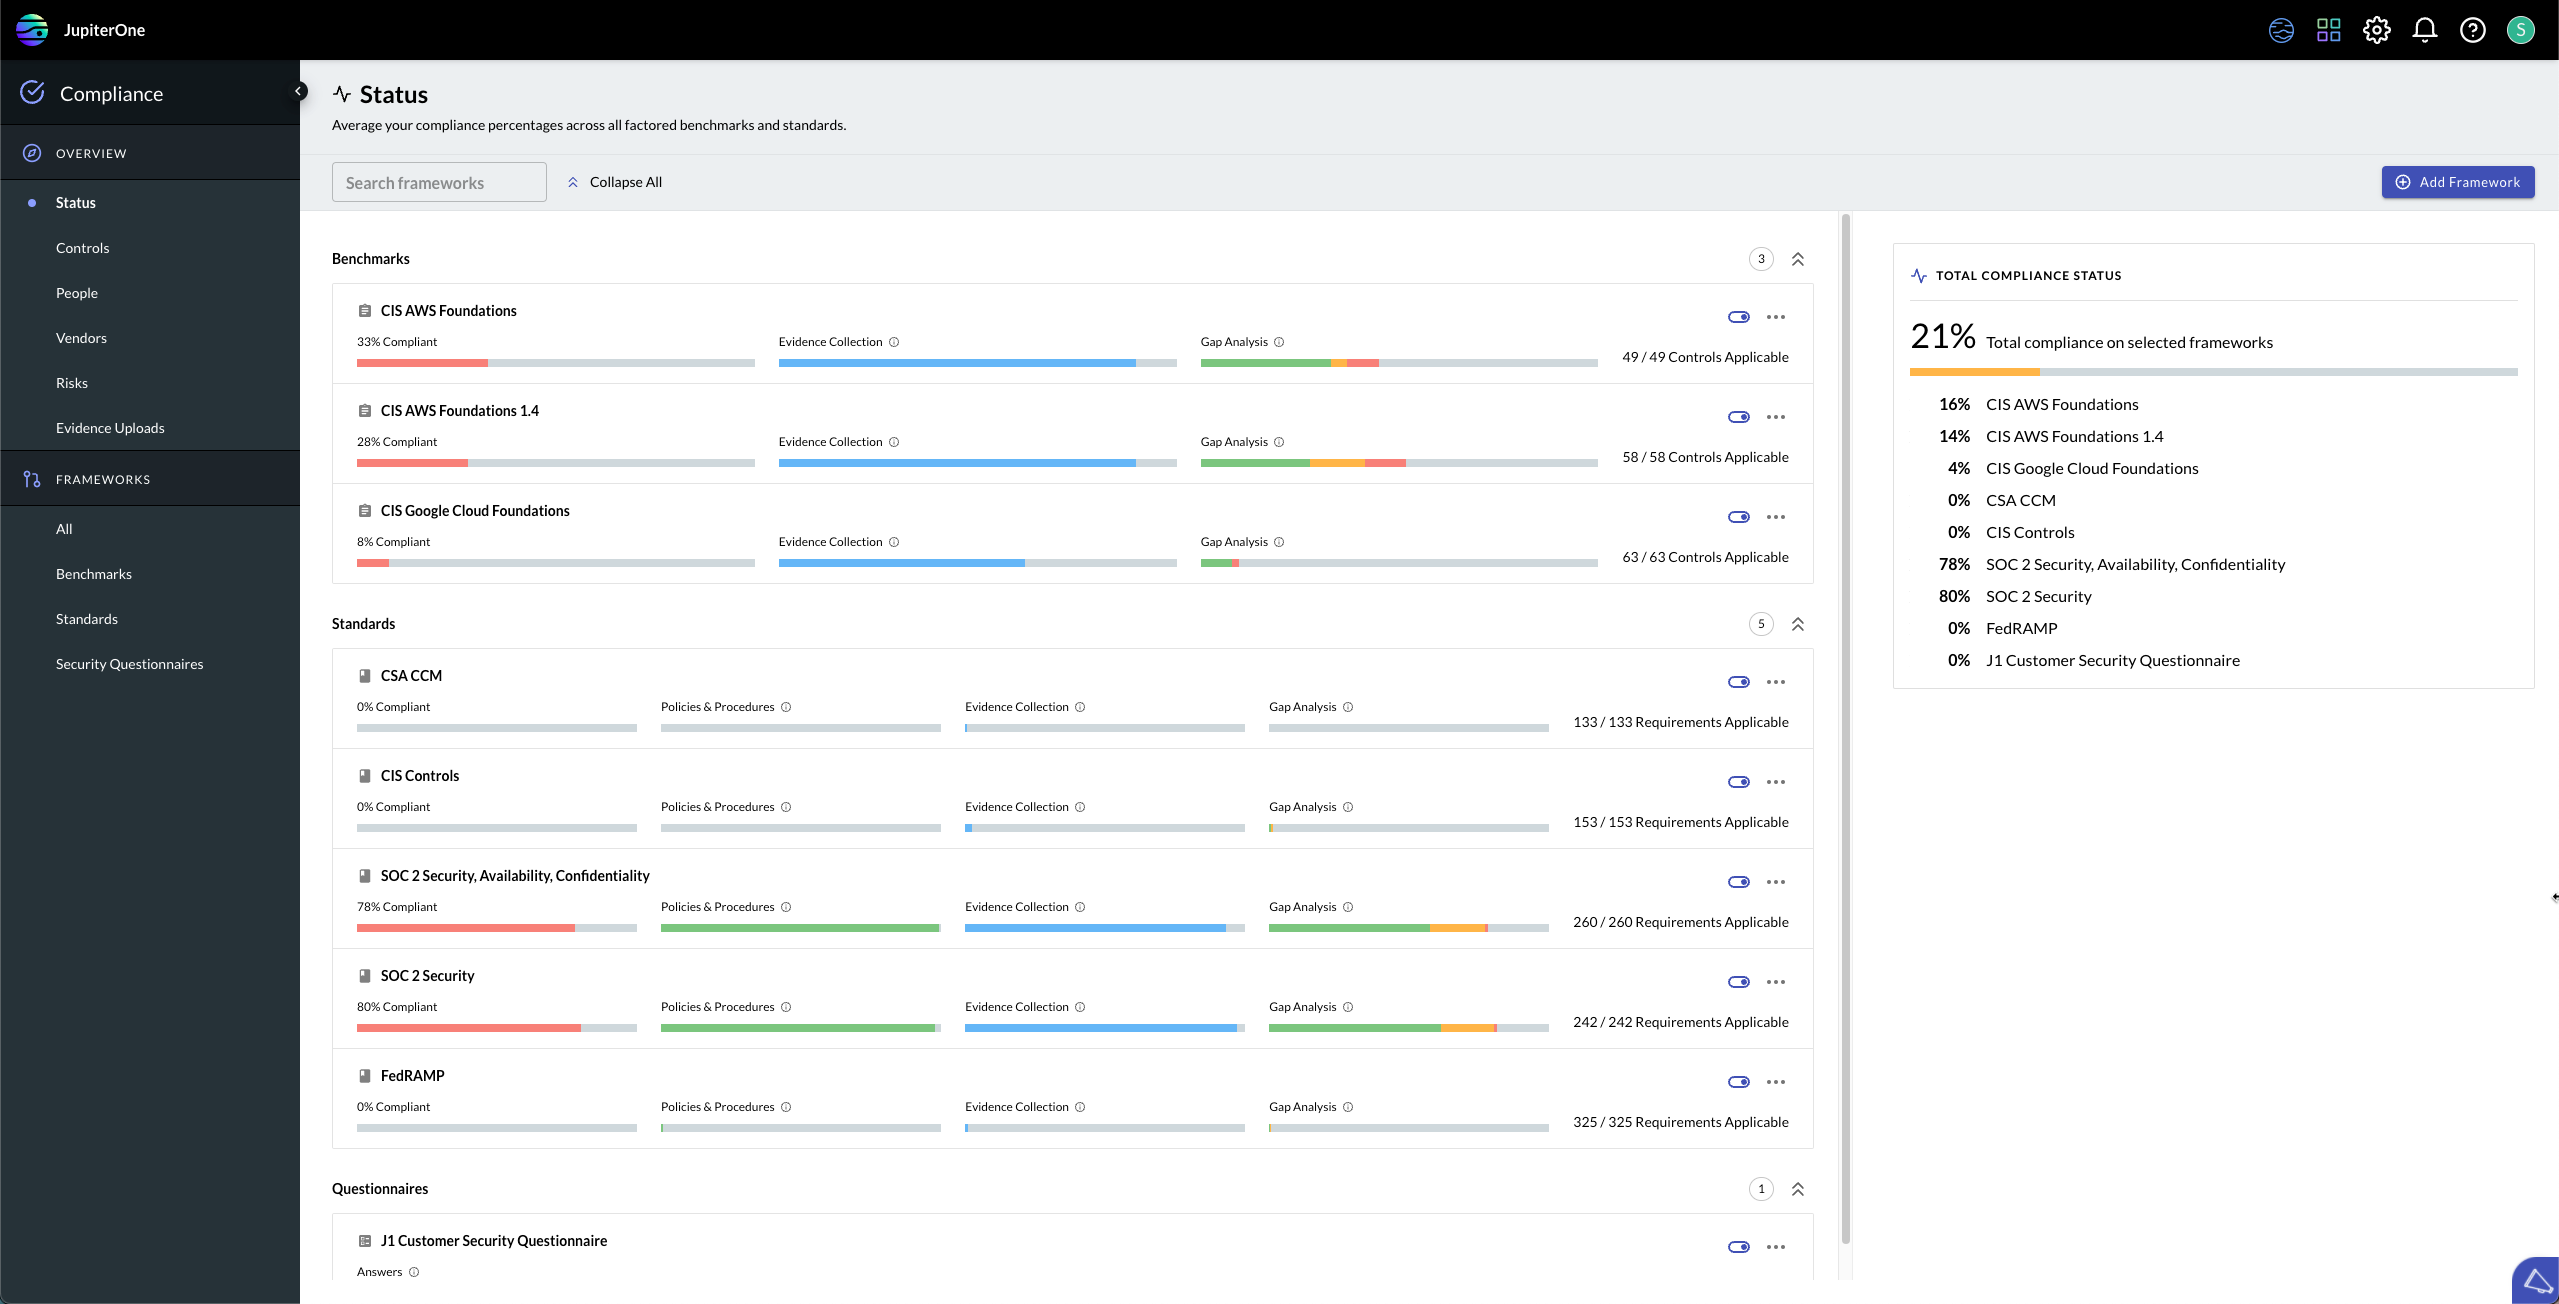 JupiterOne
S
Compliance
OVERVIEW
Status
Controls
People
Vendors
Risks
Evidence Uploads
FRAMEWORKS
All
Benchmarks
Standards
Security Questionnaires
Status
Average your compliance percentages across all factored benchmarks and standards.
Search frameworks
Collapse All
Add Framework
Benchmarks
3
CIS AWS Foundations
33% Compliant
Evidence Collection
Gap Analysis
49 / 49 Controls Applicable
CIS AWS Foundations 1.4
28% Compliant
Evidence Collection
Gap Analysis
58 / 58 Controls Applicable
CIS Google Cloud Foundations
8% Compliant
Evidence Collection
Gap Analysis
63 / 63 Controls Applicable
Standards
5
CSA CCM
0% Compliant
Policies & Procedures
Evidence Collection
Gap Analysis
133 / 133 Requirements Applicable
CIS Controls
0% Compliant
Policies & Procedures
Evidence Collection
Gap Analysis
153 / 153 Requirements Applicable
SOC 2 Security, Availability, Confidentiality
78% Compliant
Policies & Procedures
Evidence Collection
Gap Analysis
260 / 260 Requirements Applicable
SOC 2 Security
80% Compliant
Policies & Procedures
Evidence Collection
Gap Analysis
242 / 242 Requirements Applicable
FedRAMP
0% Compliant
Policies & Procedures
Evidence Collection
Gap Analysis
325 / 325 Requirements Applicable
Questionnaires
1
J1 Customer Security Questionnaire
Answers
TOTAL COMPLIANCE STATUS
21% Total compliance on selected frameworks
16% CIS AWS Foundations
14% CIS AWS Foundations 1.4
4% CIS Google Cloud Foundations
0% CSA CCM
0% CIS Controls
78% SOC 2 Security, Availability, Confidentiality
80% SOC 2 Security
0% FedRAMP
0% J1 Customer Security Questionnaire